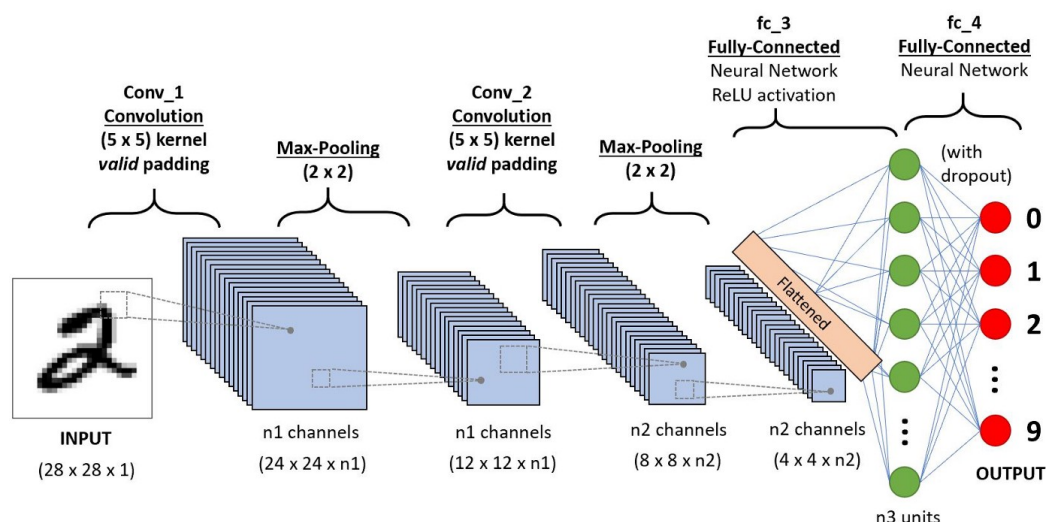 fc_3
Fully-Connected
Neural Network
ReLU activation
fc_4
Fully-Connected
Neural Network
Conv_1
Convolution
(5 x 5) kernel
valid padding
Max-Pooling
(2 x 2)
Conv_2
Convolution
(5 x 5) kernel
valid padding
Max-Pooling
(2 x 2)
(with
dropout)
Flattened
0
1
2
9
INPUT
(28 x 28 x 1)
n1 channels
(24 x 24 x n1)
n1 channels
(12 x 12 x n1)
n2 channels
(8 x 8 x n2)
n2 channels
(4 x 4 x n2)
OUTPUT
n3 units
2